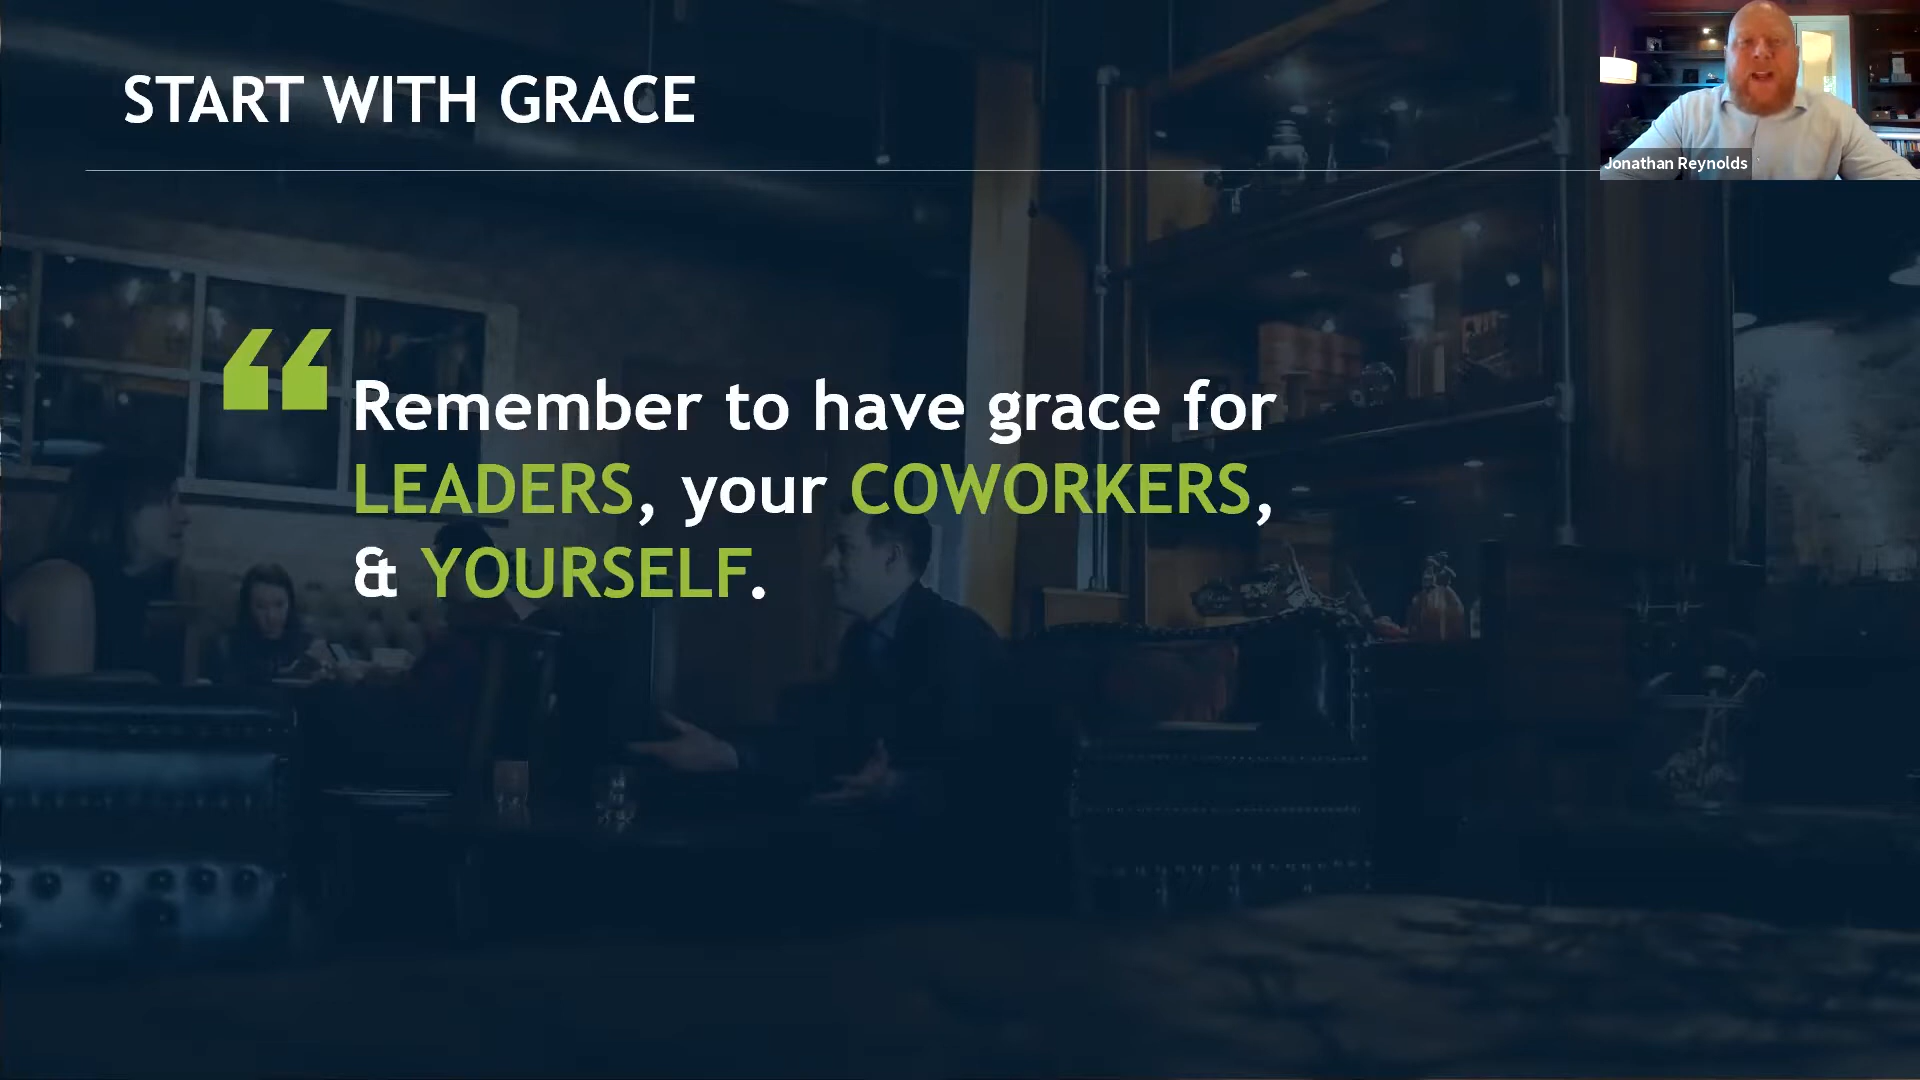 START WITH GRACE
Jonathan Reynolds
“
Remember to have grace for
LEADERS, your COWORKERS,
& YOURSELF.